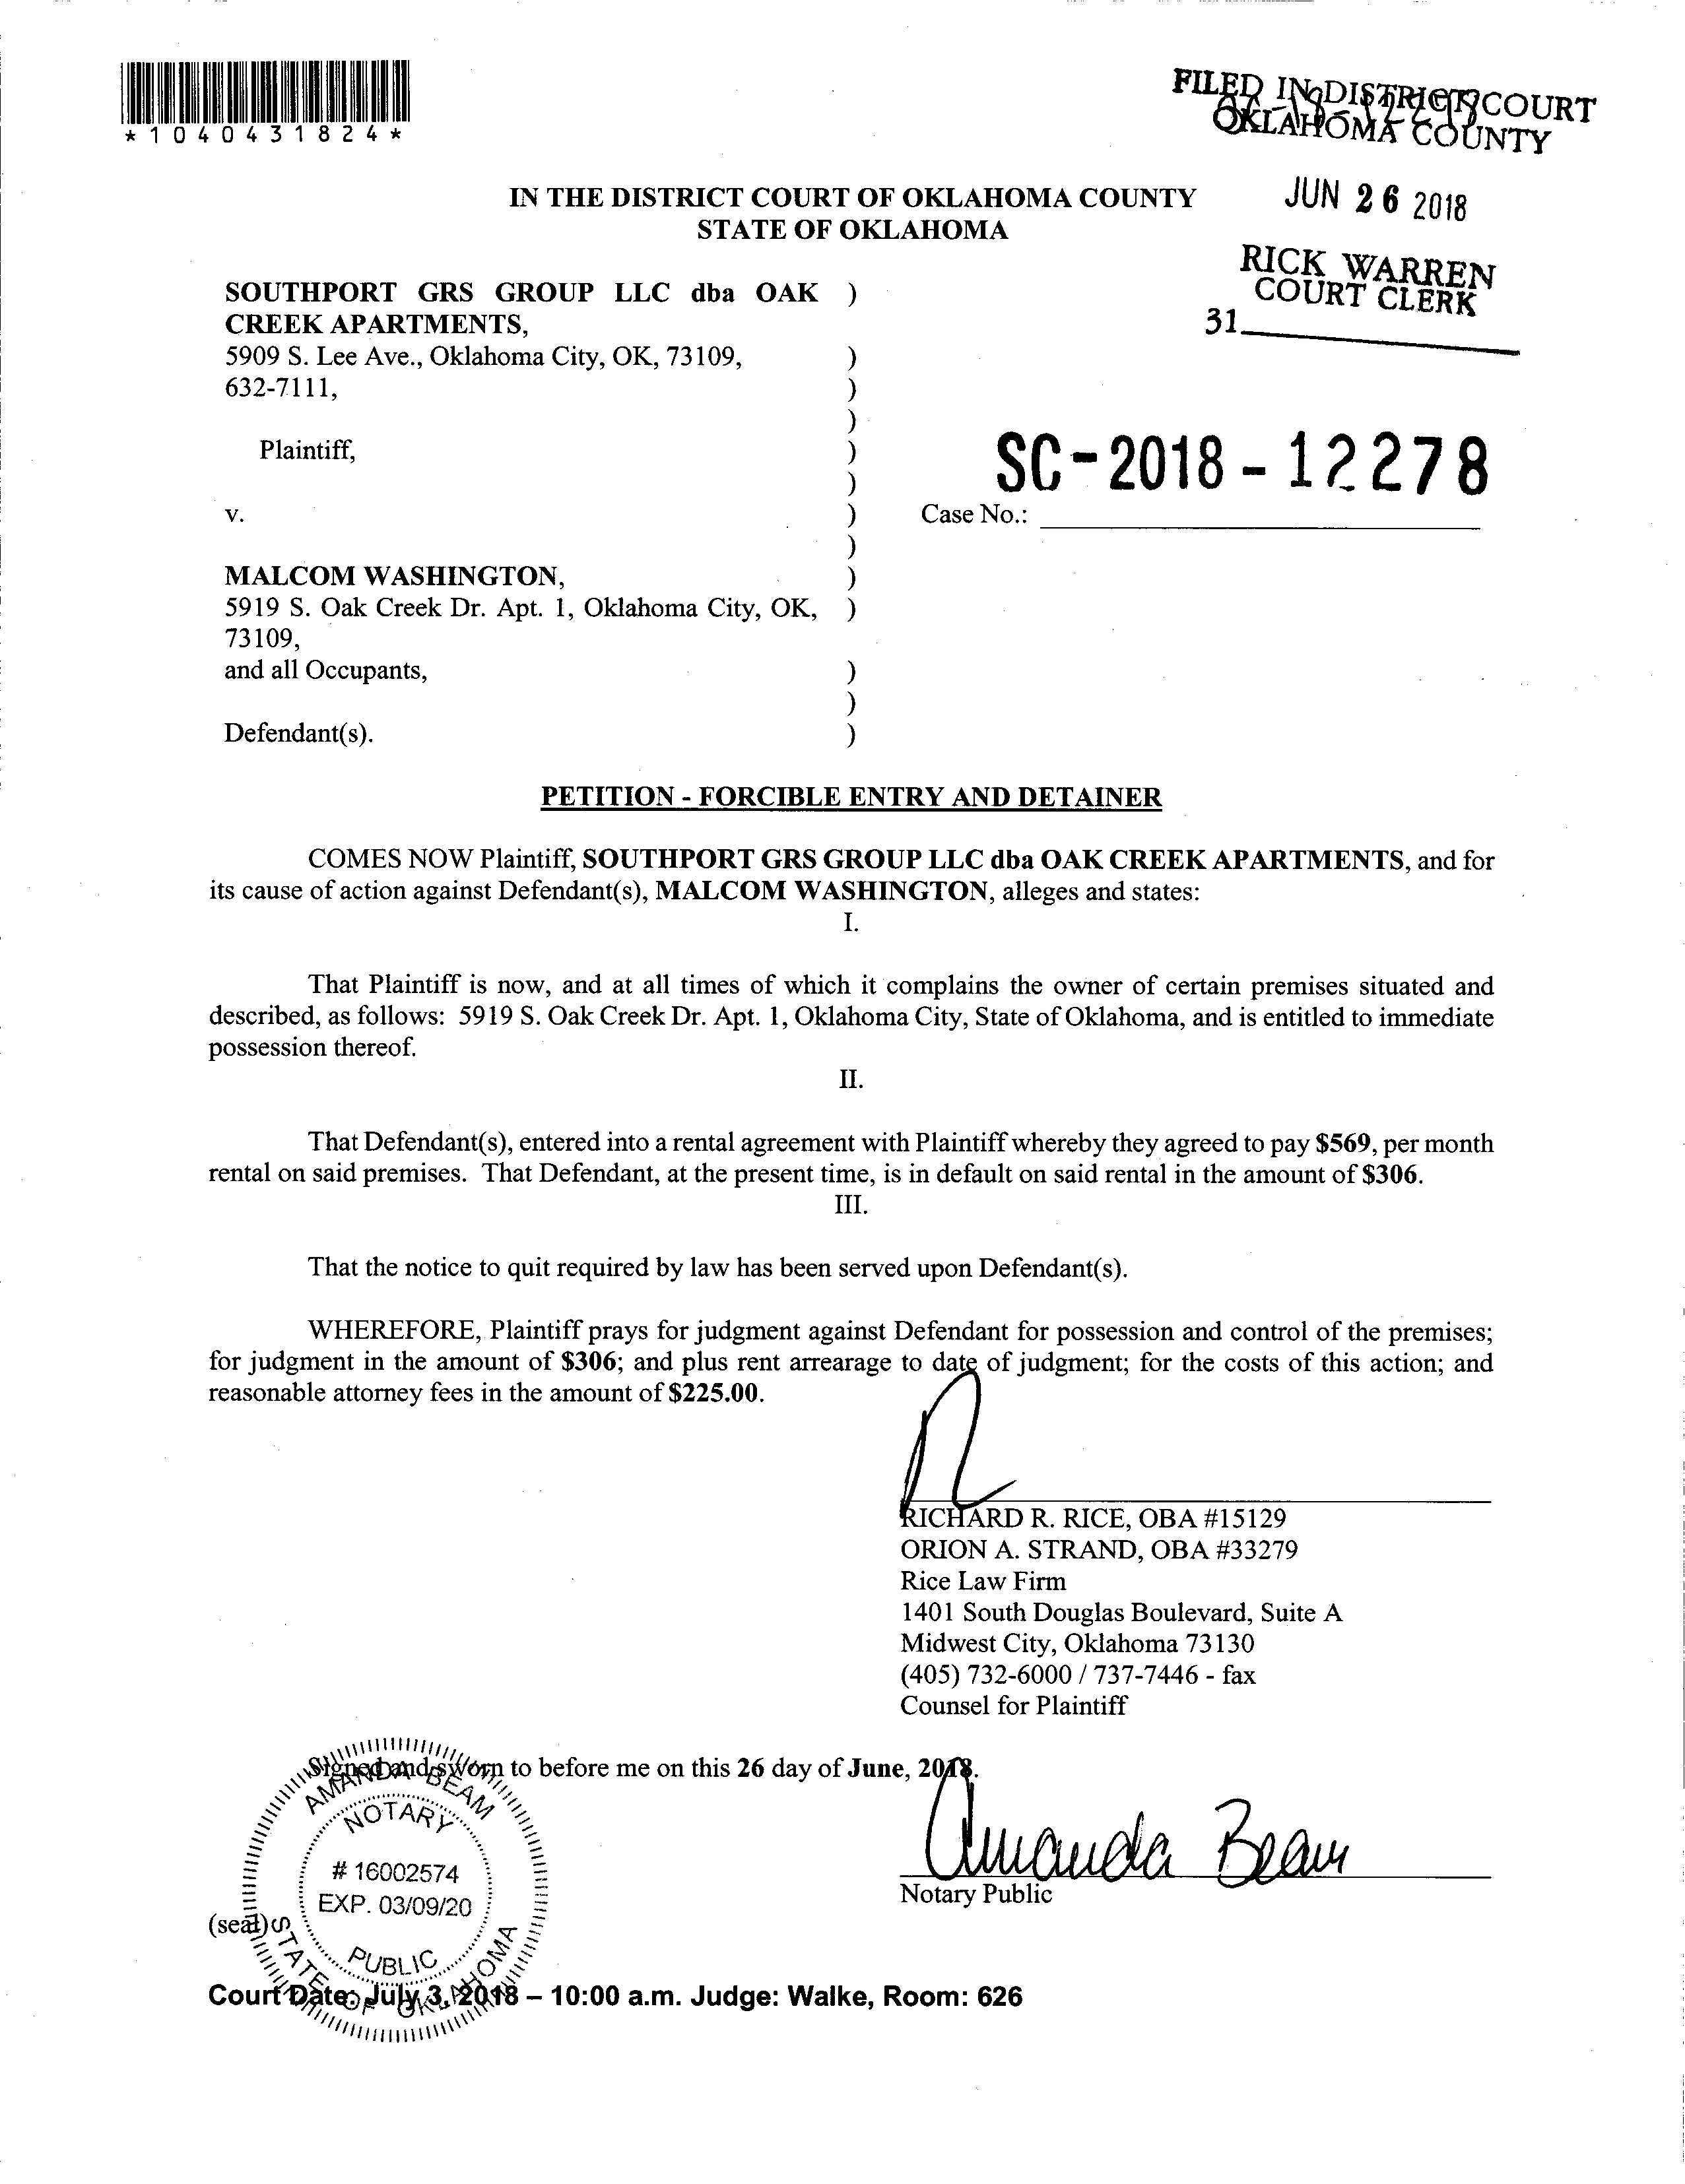 *1040431824*
FILED IN DISTRICT COURT
OKLAHOMA COUNTY
JUN 26 2018
RICK WARREN
COURT CLERK
31
IN THE DISTRICT COURT OF OKLAHOMA COUNTY
STATE OF OKLAHOMA
SOUTHPORT GRS GROUP LLC dba OAK )
CREEK APARTMENTS,
5909 S. Lee Ave., Oklahoma City, OK, 73109, )
632-7111, )
)
Plaintiff, )
)
SC-2018-12278
v. ) Case No.:
)
MALCOM WASHINGTON, )
5919 S. Oak Creek Dr. Apt. 1, Oklahoma City, OK, )
73109,
and all Occupants, )
)
Defendant(s). )
PETITION - FORCIBLE ENTRY AND DETAINER
COMES NOW Plaintiff, SOUTHPORT GRS GROUP LLC dba OAK CREEK APARTMENTS, and for
its cause of action against Defendant(s), MALCOM WASHINGTON, alleges and states:
I.
That Plaintiff is now, and at all times of which it complains the owner of certain premises situated and
described, as follows: 5919 S. Oak Creek Dr. Apt. 1, Oklahoma City, State of Oklahoma, and is entitled to immediate
possession thereof.
II.
That Defendant(s), entered into a rental agreement with Plaintiff whereby they agreed to pay $569, per month
rental on said premises. That Defendant, at the present time, is in default on said rental in the amount of $306.
III.
That the notice to quit required by law has been served upon Defendant(s).
WHEREFORE, Plaintiff prays for judgment against Defendant for possession and control of the premises;
for judgment in the amount of $306; and plus rent arrearage to date of judgment; for the costs of this action; and
reasonable attorney fees in the amount of $225.00.
RICHARD R. RICE, OBA #15129
ORION A. STRAND, OBA #33279
Rice Law Firm
1401 South Douglas Boulevard, Suite A
Midwest City, Oklahoma 73130
(405) 732-6000 / 737-7446 - fax
Counsel for Plaintiff
Signed and sworn to before me on this 26 day of June, 2018.
AMANDA BEAM
NOTARY
# 16002574
EXP. 03/09/20
PUBLIC
STATE OF OKLAHOMA
Amanda Beam
Notary Public
(seal)
Court Date: July 3, 2018 – 10:00 a.m. Judge: Walke, Room: 626